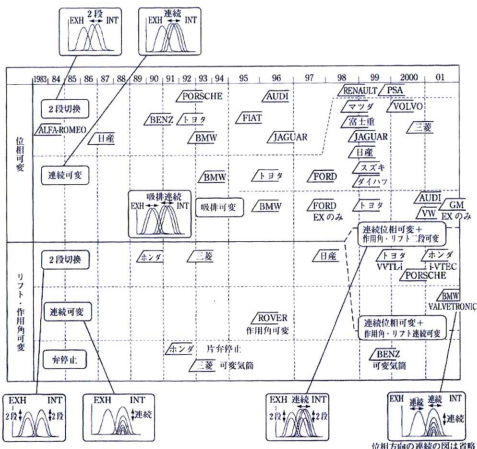 2段
EXH INT
連続
EXH INT
1983 84 85 86 87 88 89 90 91 92 93 94 95 96 97 98 99 2000 01
位相可変
2段切換
ALFA-ROMEO
日産
BENZ
PORSCHE
トヨタ
BMW
FIAT
AUDI
JAGUAR
RENAULT
PSA
マツダ
VOLVO
富士重
三菱
JAGUAR
日産
連続可変
スズキ
ダイハツ
BMW
トヨタ
FORD
吸排連続
EXH INT
吸排可変
BMW
FORD
EXのみ
トヨタ
AUDI
VW
GM
EXのみ
連続位相可変+
作用角・リフト二段可変
リフト・作用角可変
2段切換
ホンダ
三菱
日産
トヨタ
VVTLi
ホンダ
i-VTEC
PORSCHE
連続可変
BMW
VALVETRONIC
ROVER
作用角可変
連続位相可変+
作用角・リフト連続可変
弁停止
ホンダ 片弁停止
三菱 可変気筒
BENZ
可変気筒
EXH INT
2段 2段
EXH INT
連続
EXH 連続 INT
2段 2段
EXH 連続 連続 INT
連続
位相方向の連続の図は省略